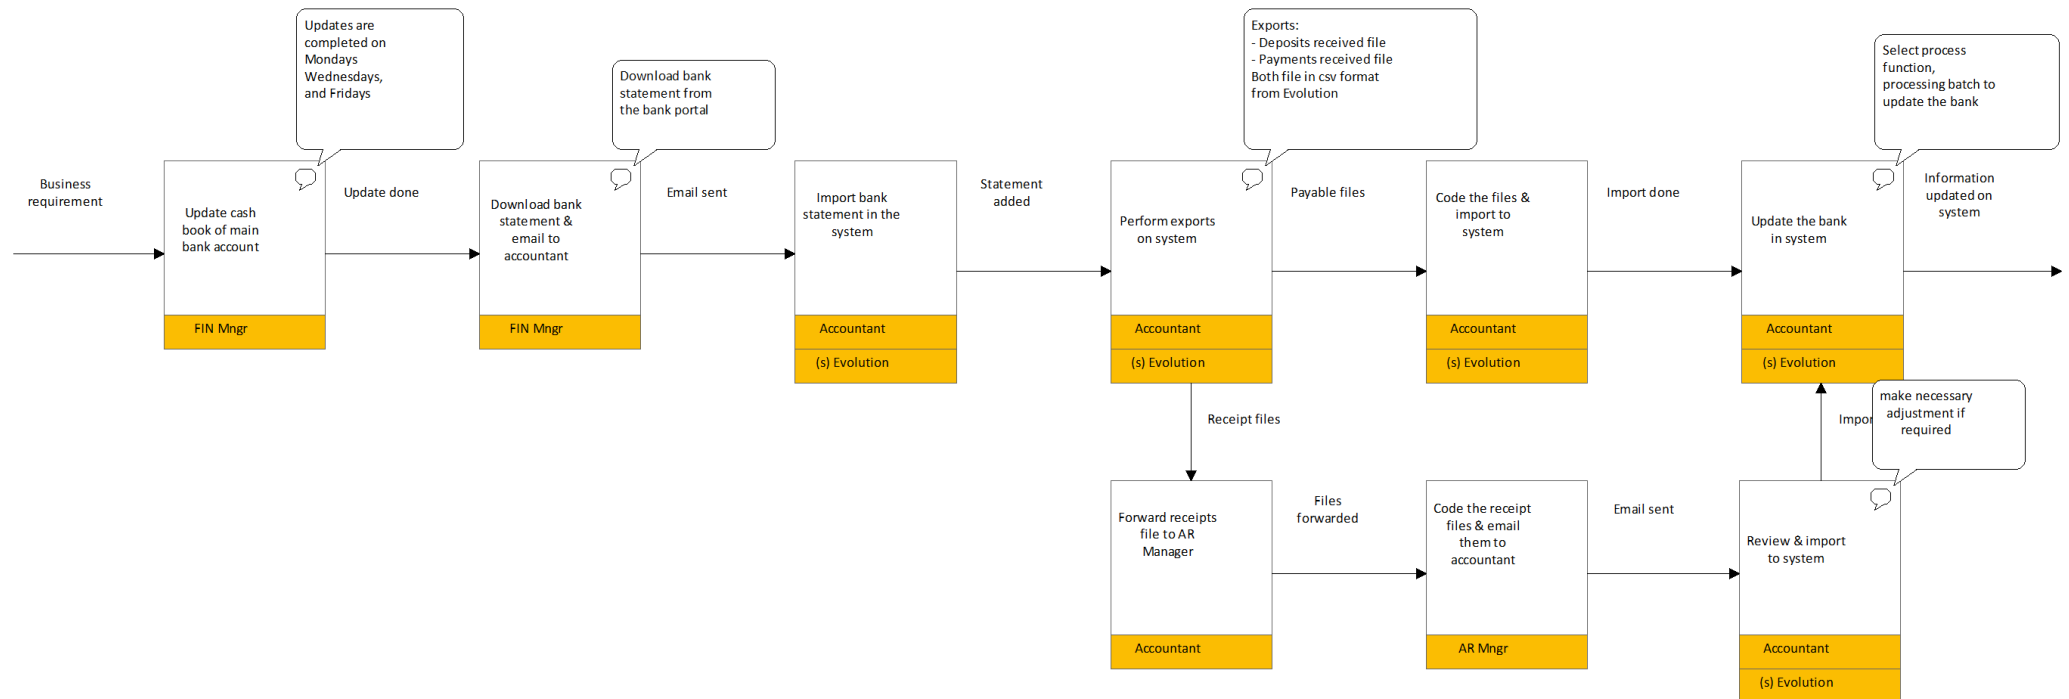 Updates are
completed on
Mondays
Wednesdays,
and Fridays
Download bank
statement from
the bank portal
Exports:
- Deposits received file
- Payments received file
Both file in csv format
from Evolution
Select process
function,
processing batch to
update the bank
Business
requirement
Update cash
book of main
bank account
FIN Mngr
Update done
Download bank
statement &
email to
accountant
FIN Mngr
Email sent
Import bank
statement in the
system
Accountant
(s) Evolution
Statement
added
Perform exports
on system
Accountant
(s) Evolution
Payable files
Code the files &
import to
system
Accountant
(s) Evolution
Import done
Update the bank
in system
Accountant
(s) Evolution
Information
updated on
system
Receipt files
make necessary
adjustment if
required
Forward receipts
file to AR
Manager
Accountant
Files
forwarded
Code the receipt
files & email
them to
accountant
AR Mngr
Email sent
Review & import
to system
Accountant
(s) Evolution